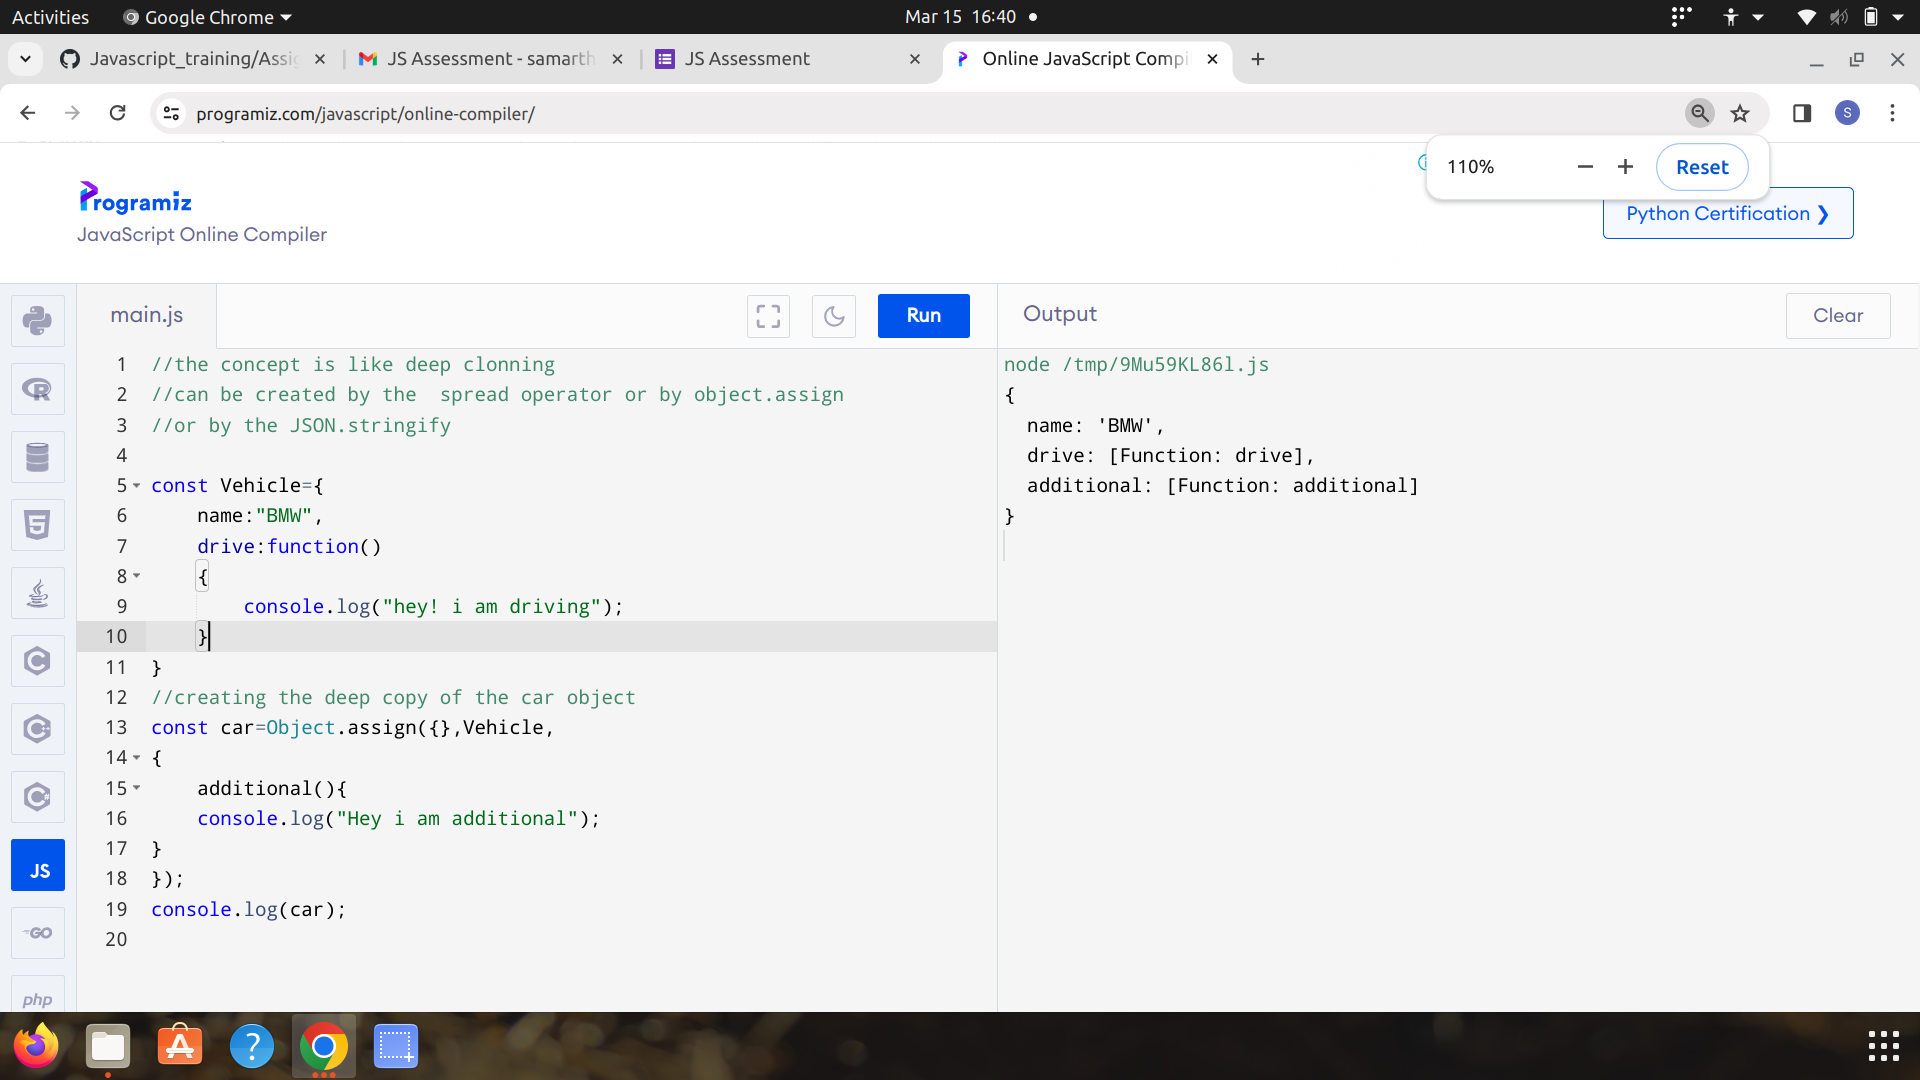 Activities
Google Chrome
Mar 15 16:40
Javascript_training/Assig
JS Assessment - samarth
JS Assessment
Online JavaScript Compi
programiz.com/javascript/online-compiler/
S
110%
Reset
Programiz
JavaScript Online Compiler
Python Certification ❯
main.js
Run
Output
Clear
1 //the concept is like deep clonning
2 //can be created by the  spread operator or by object.assign
3 //or by the JSON.stringify
4
5 const Vehicle={
6     name:"BMW",
7     drive:function()
8     {
9         console.log("hey! i am driving");
10     }
11 }
12 //creating the deep copy of the car object
13 const car=Object.assign({},Vehicle,
14 {
15     additional(){
16     console.log("Hey i am additional");
17 }
18 });
19 console.log(car);
20
node /tmp/9Mu59KL86l.js
{
  name: 'BMW',
  drive: [Function: drive],
  additional: [Function: additional]
}
R
5
C
C
C
JS
GO
php